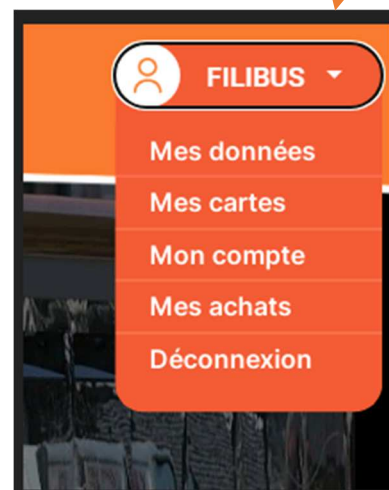 FILIBUS
Mes données
Mes cartes
Mon compte
Mes achats
Déconnexion